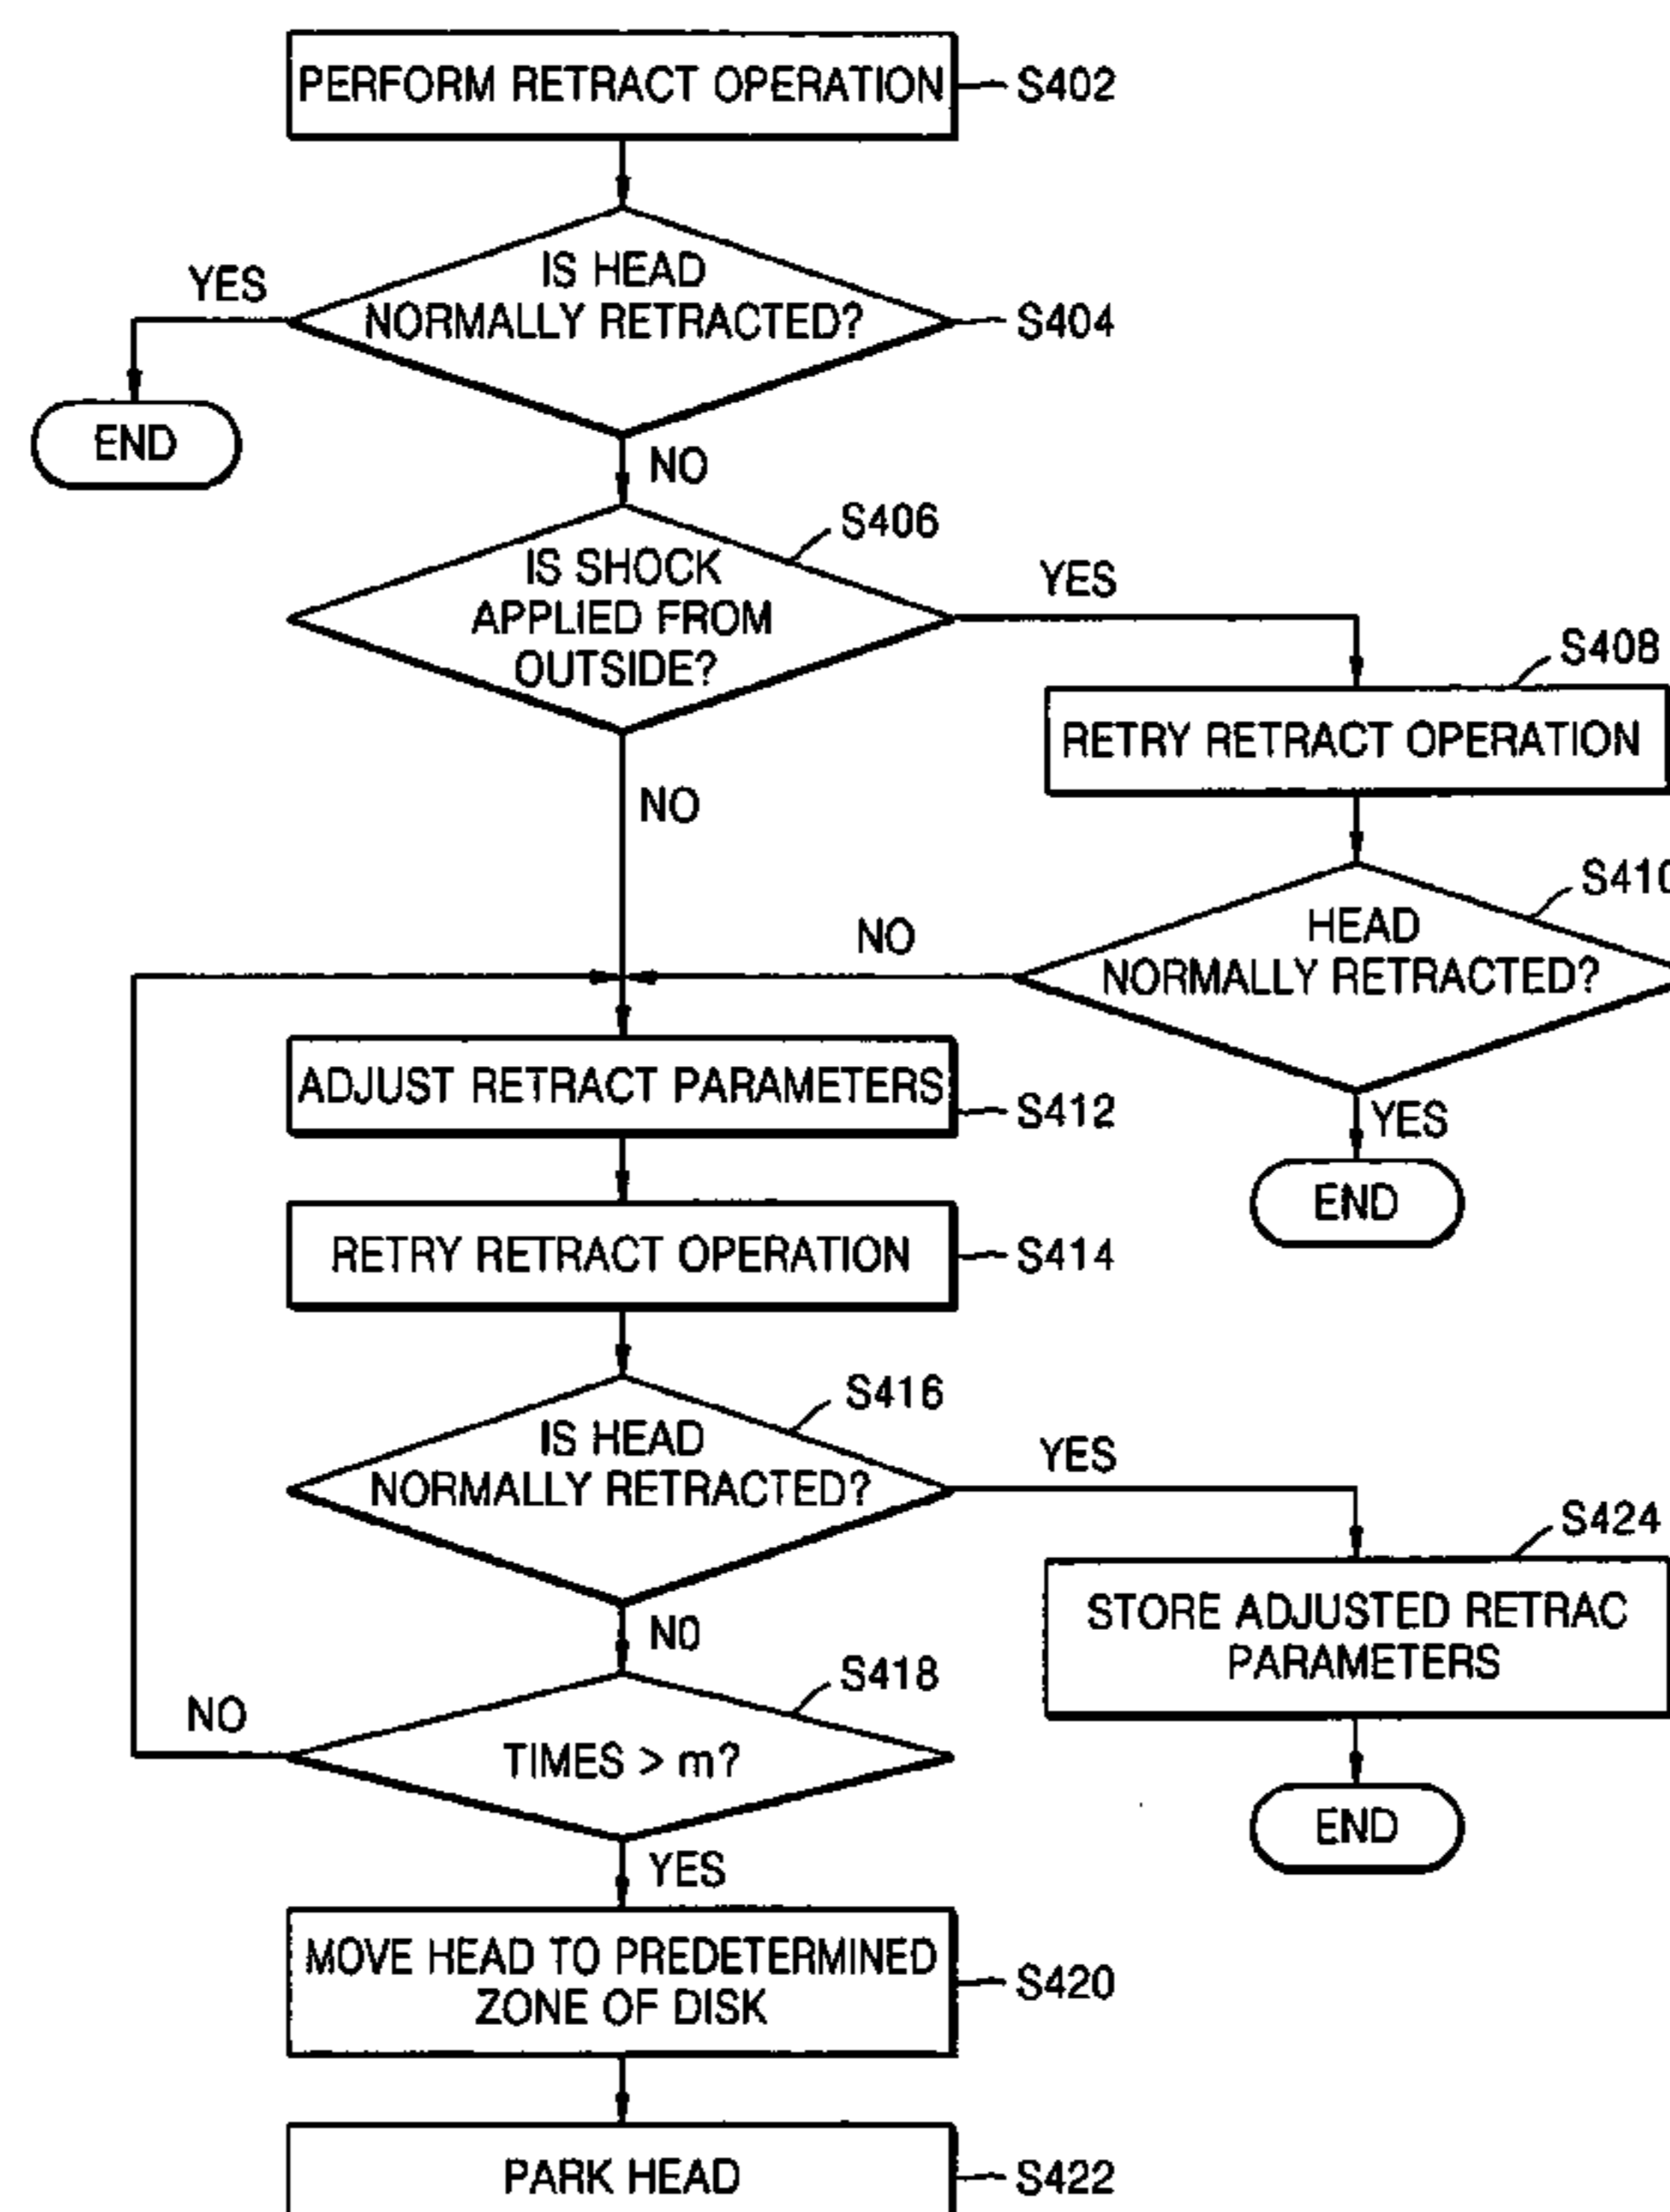 PERFORM RETRACT OPERATION
S402
IS HEAD
NORMALLY RETRACTED?
S404
YES
END
NO
S406
IS SHOCK
APPLIED FROM
OUTSIDE?
YES
S408
RETRY RETRACT OPERATION
NO
S410
HEAD
NORMALLY RETRACTED?
NO
YES
END
ADJUST RETRACT PARAMETERS
S412
RETRY RETRACT OPERATION
S414
S416
IS HEAD
NORMALLY RETRACTED?
YES
S424
STORE ADJUSTED RETRAC
PARAMETERS
END
NO
S418
NO
TIMES > m?
YES
MOVE HEAD TO PREDETERMINED
ZONE OF DISK
S420
PARK HEAD
S422